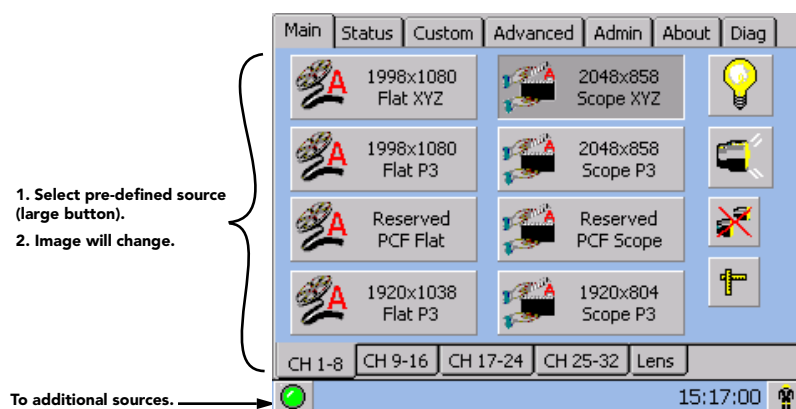 Main Status Custom Advanced Admin About Diag
A 1998x1080
Flat XYZ
A 2048x858
Scope XYZ
A 1998x1080
Flat P3
A 2048x858
Scope P3
1. Select pre-defined source
(large button).
2. Image will change.
A Reserved
PCF Flat
A Reserved
PCF Scope
A 1920x1038
Flat P3
A 1920x804
Scope P3
CH 1-8 CH 9-16 CH 17-24 CH 25-32 Lens
To additional sources.
15:17:00